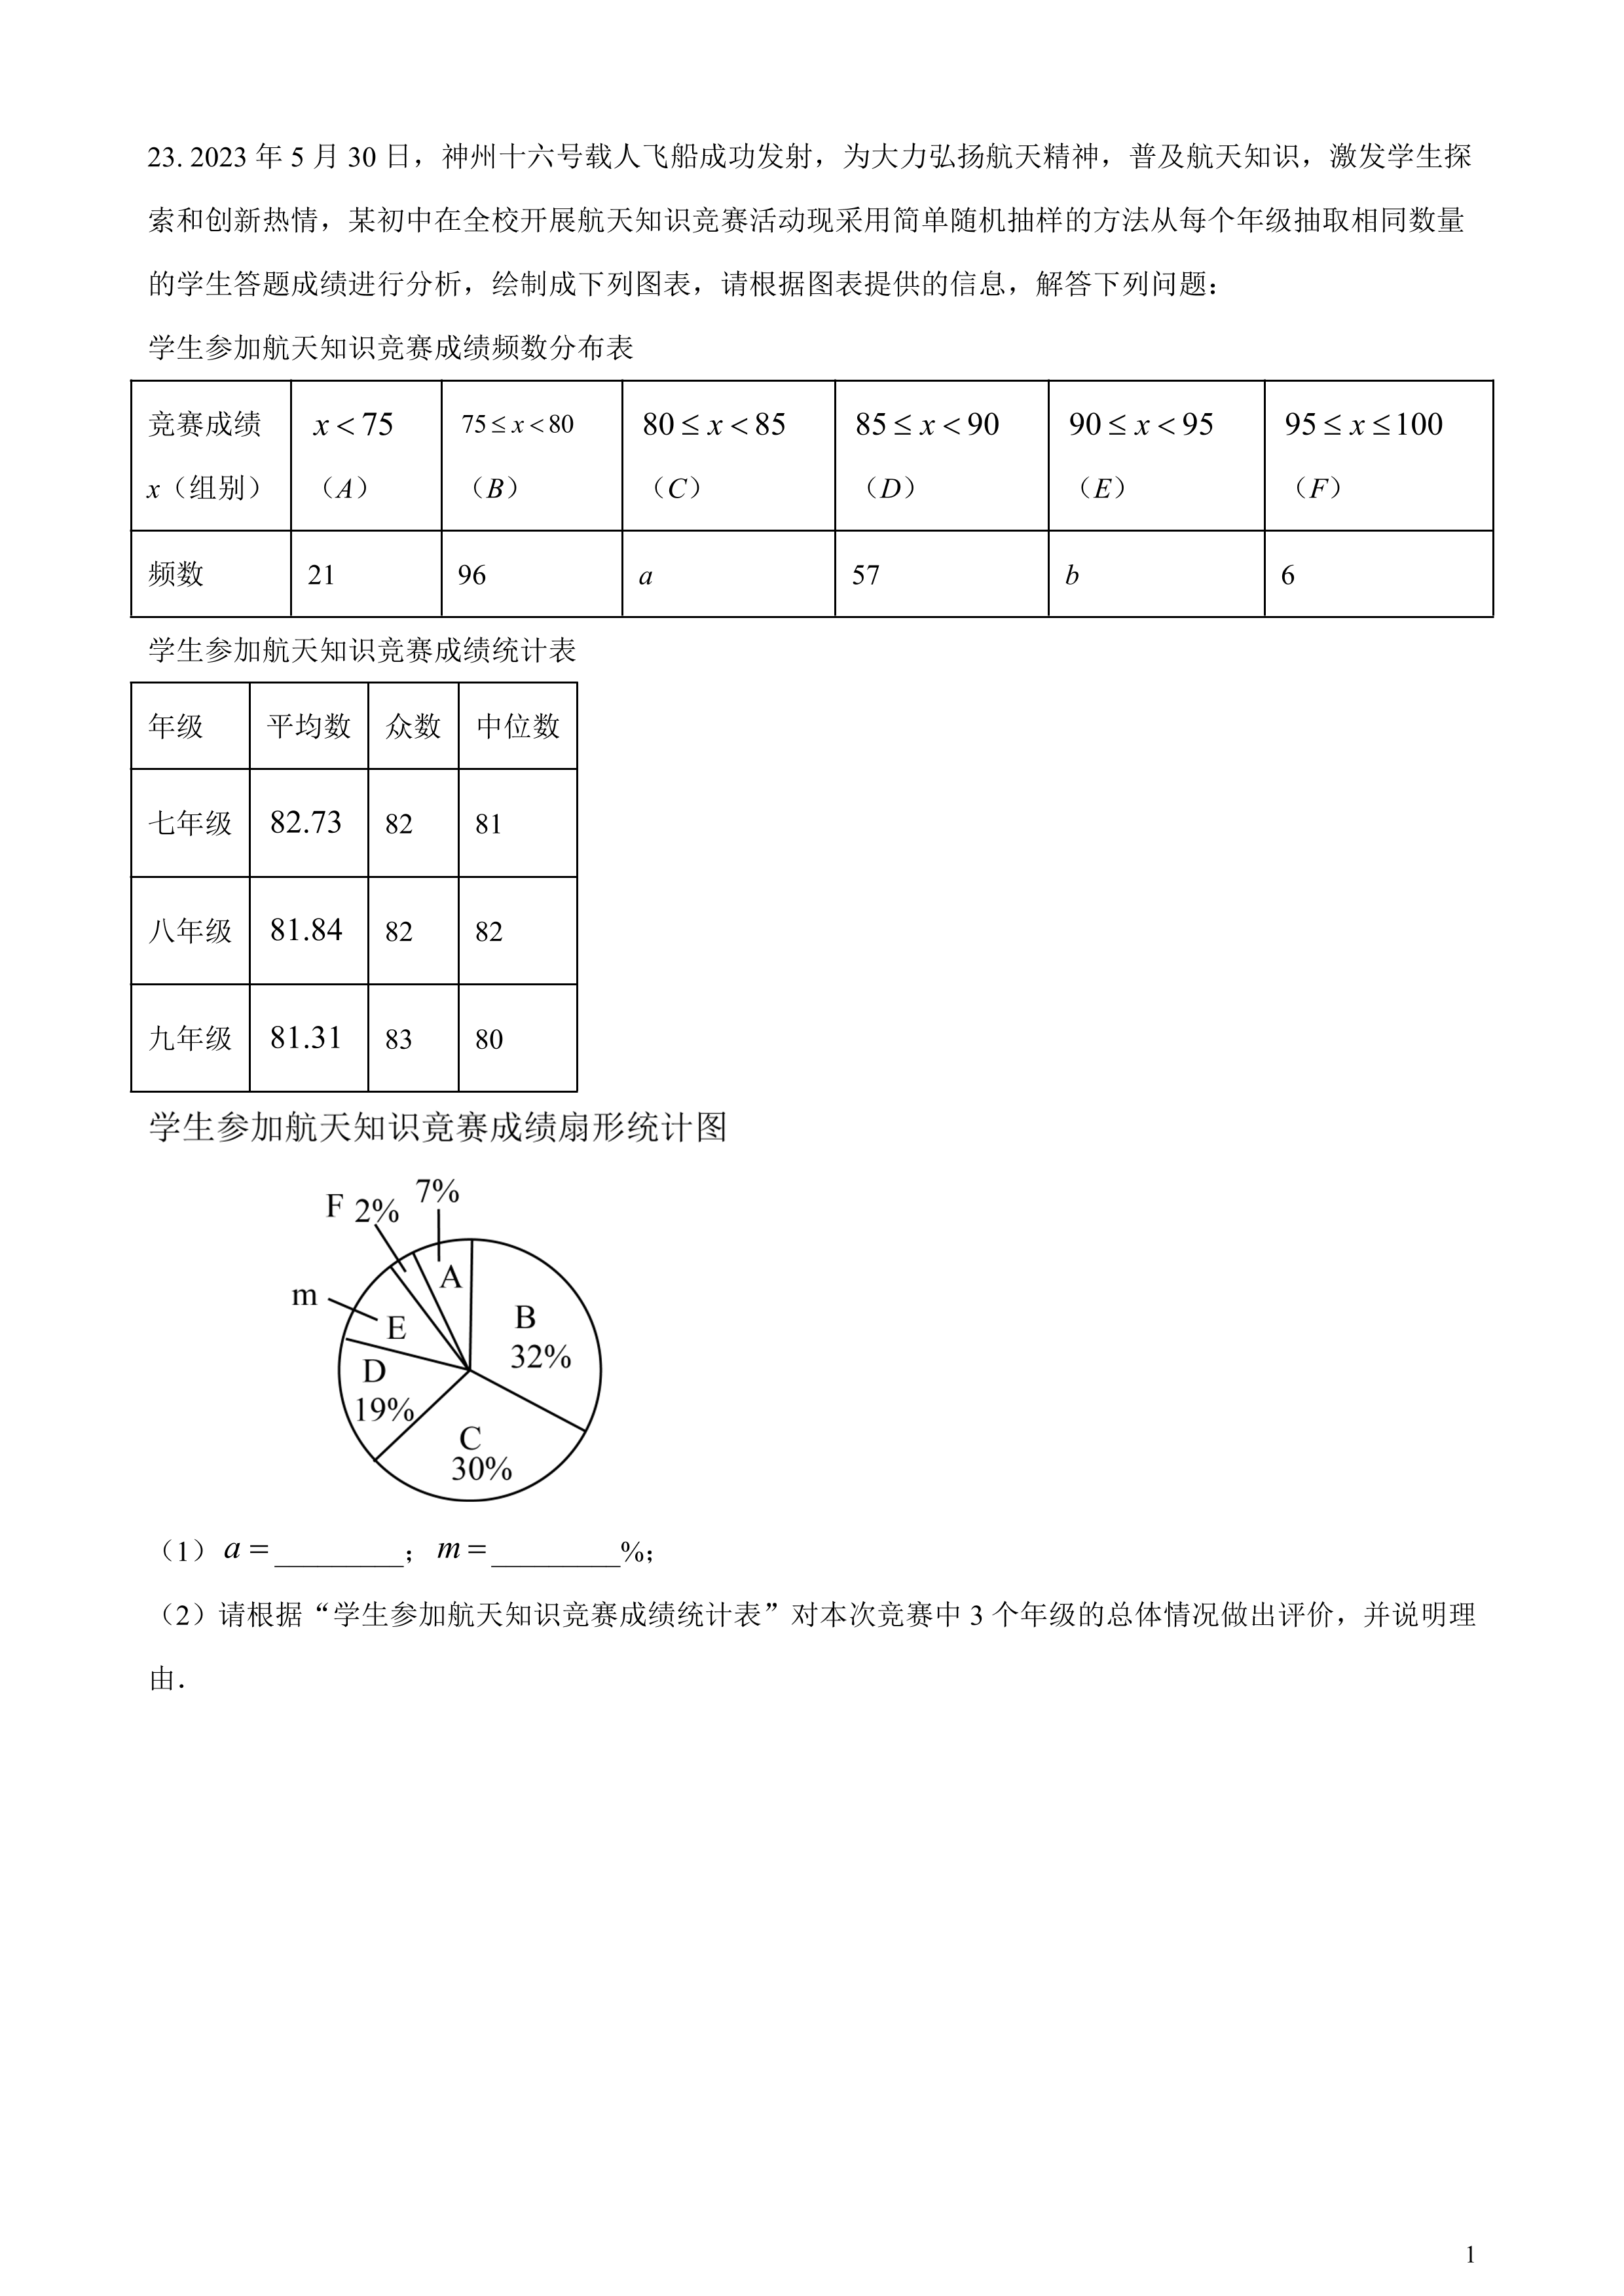 23. 2023 年 5 月 30 日，神州十六号载人飞船成功发射，为大力弘扬航天精神，普及航天知识，激发学生探
索和创新热情，某初中在全校开展航天知识竞赛活动现采用简单随机抽样的方法从每个年级抽取相同数量
的学生答题成绩进行分析，绘制成下列图表，请根据图表提供的信息，解答下列问题：
学生参加航天知识竞赛成绩频数分布表
竞赛成绩 x < 75 75 ≤ x < 80 80 ≤ x < 85 85 ≤ x < 90 90 ≤ x < 95 95 ≤ x ≤ 100
x（组别） （A） （B） （C） （D） （E） （F）
频数 21 96 a 57 b 6
学生参加航天知识竞赛成绩统计表
年级 平均数 众数 中位数
七年级 82.73 82 81
八年级 81.84 82 82
九年级 81.31 83 80
学生参加航天知识竞赛成绩扇形统计图
7%
F 2%
A
m
B
E
32%
D
19%
C
30%
（1）a = _________；m = _________%；
（2）请根据“学生参加航天知识竞赛成绩统计表”对本次竞赛中 3 个年级的总体情况做出评价，并说明理
由．
1